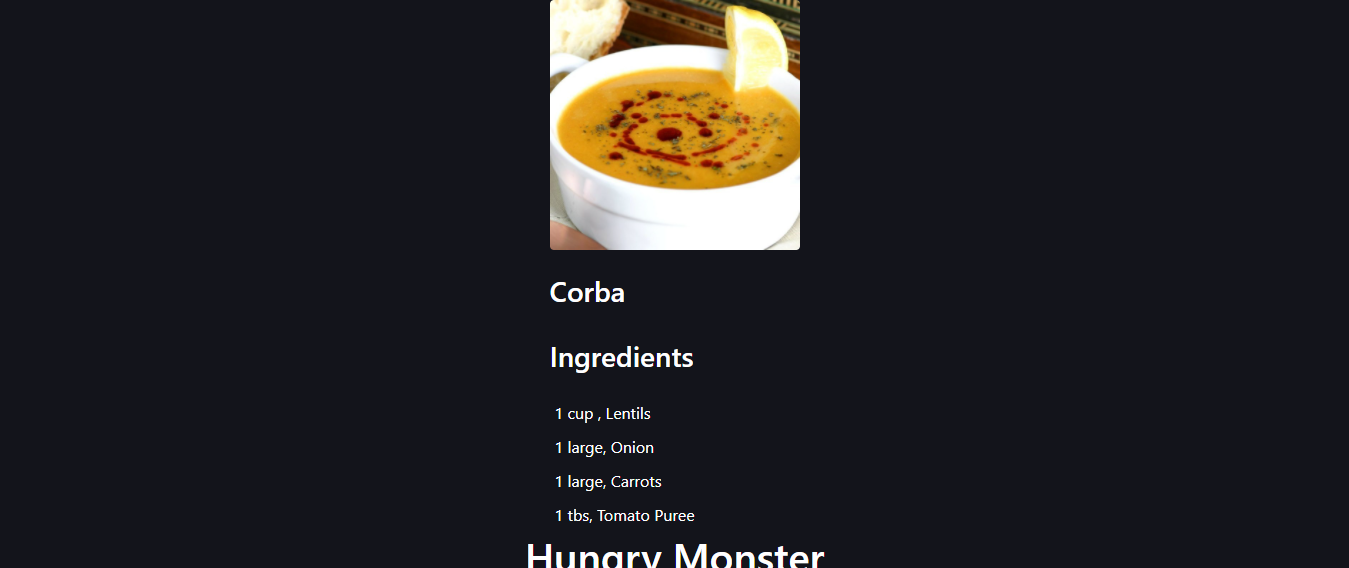 Corba
Ingredients
1 cup , Lentils
1 large, Onion
1 large, Carrots
1 tbs, Tomato Puree
Hungry Monster